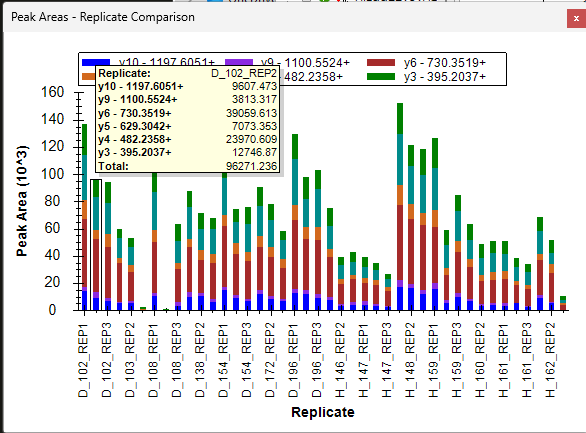 Peak Areas - Replicate Comparison
x
y10 - 1197.6051+ y9 - 1100.5524+ y6 - 730.3519+
482.2358+ y3 - 395.2037+
Replicate: D_102_REP2
y10 - 1197.6051+ 9607.473
y9 - 1100.5524+ 3813.317
y6 - 730.3519+ 39059.613
y5 - 629.3042+ 7073.353
y4 - 482.2358+ 23970.609
y3 - 395.2037+ 12746.87
Total: 96271.236
Peak Area (10^3)
160
140
120
100
80
60
40
20
0
D_102_REP1
D_102_REP3
D_103_REP2
D_108_REP1
D_108_REP3
D_138_REP2
D_154_REP1
D_154_REP3
D_172_REP2
D_196_REP1
D_196_REP3
H_146_REP2
H_147_REP1
H_147_REP3
H_148_REP2
H_159_REP1
H_159_REP3
H_160_REP2
H_161_REP1
H_161_REP3
H_162_REP2
Replicate